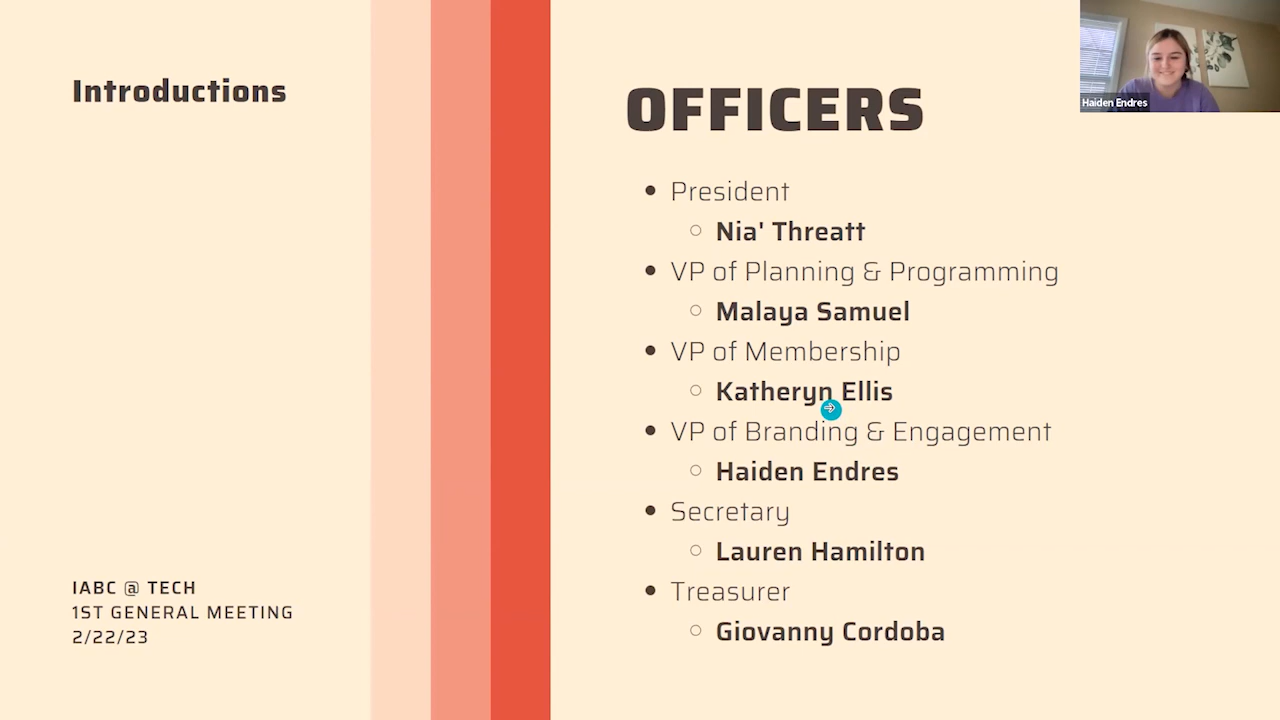 Introductions
OFFICERS
President
Nia' Threatt
VP of Planning & Programming
Malaya Samuel
VP of Membership
Katheryn Ellis
VP of Branding & Engagement
Haiden Endres
Secretary
Lauren Hamilton
Treasurer
Giovanny Cordoba
IABC @ TECH
1ST GENERAL MEETING
2/22/23
Haiden Endres